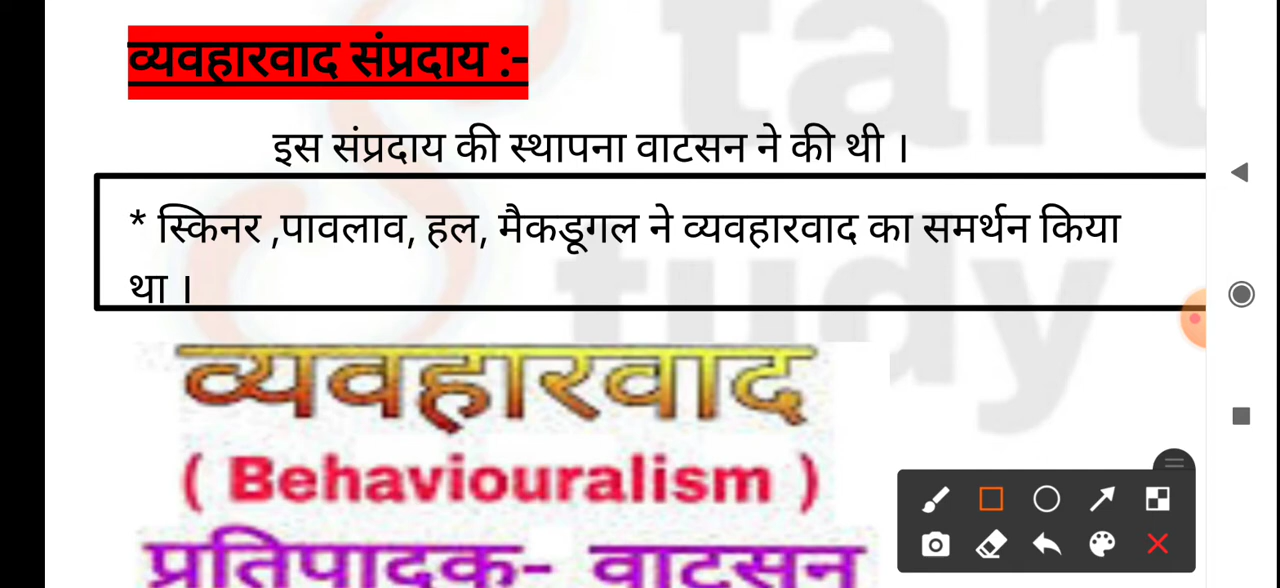 व्यवहारवाद संप्रदाय :-
इस संप्रदाय की स्थापना वाटसन ने की थी ।
* स्किनर ,पावलाव, हल, मैकडूगल ने व्यवहारवाद का समर्थन किया
था ।
व्यवहारवाद
( Behaviouralism )
प्रतिपादक- वाटसन